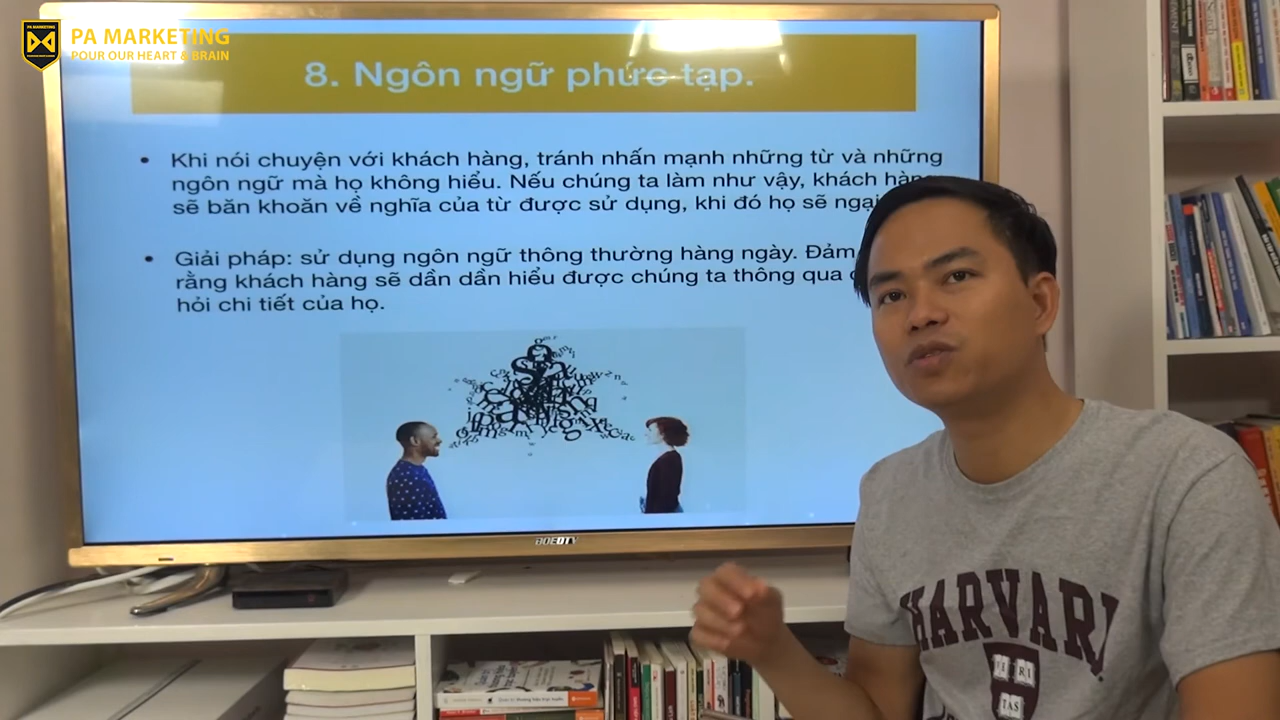 PA MARKETING
POUR OUR HEART & BRAIN
8. Ngôn ngữ phức tạp.
• Khi nói chuyện với khách hàng, tránh nhấn mạnh những từ và những
ngôn ngữ mà họ không hiểu. Nếu chúng ta làm như vậy, khách hàng
sẽ băn khoăn về nghĩa của từ được sử dụng, khi đó họ sẽ ngại
• Giải pháp: sử dụng ngôn ngữ thông thường hàng ngày. Đảm
rằng khách hàng sẽ dần dần hiểu được chúng ta thông qua
hỏi chi tiết của họ.
HARVARD
TAS